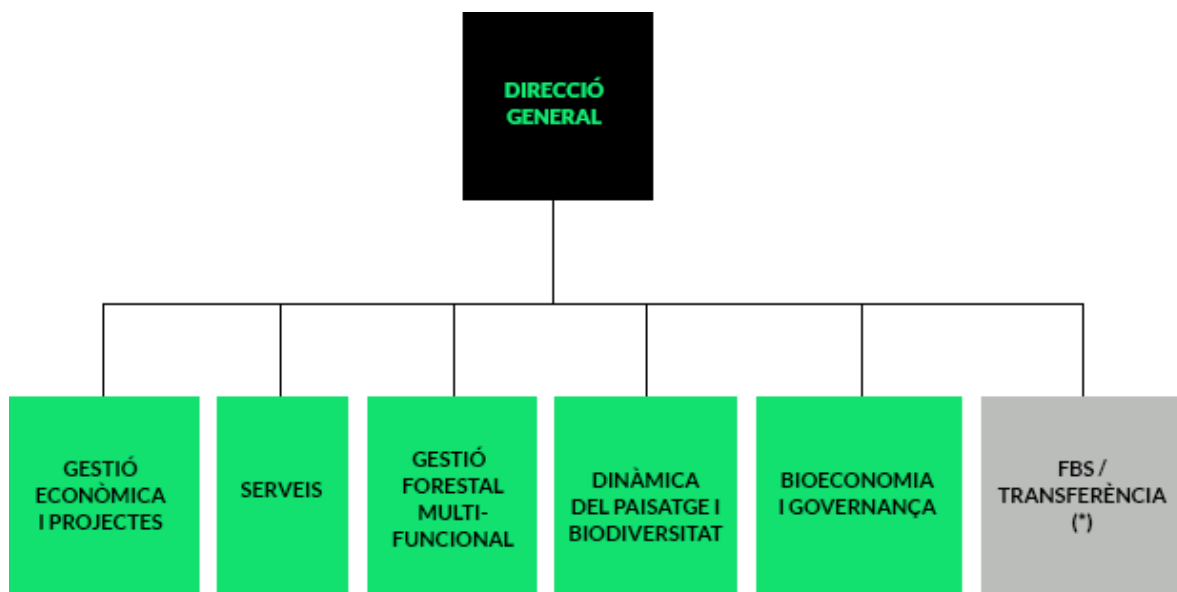 DIRECCIÓ
GENERAL
GESTIÓ
ECONÒMICA
I PROJECTES
SERVEIS
GESTIÓ
FORESTAL
MULTI-
FUNCIONAL
DINÀMICA
DEL PAISATGE I
BIODIVERSITAT
BIOECONOMIA
I GOVERNANÇA
FBS /
TRANSFERÈNCIA
(*)